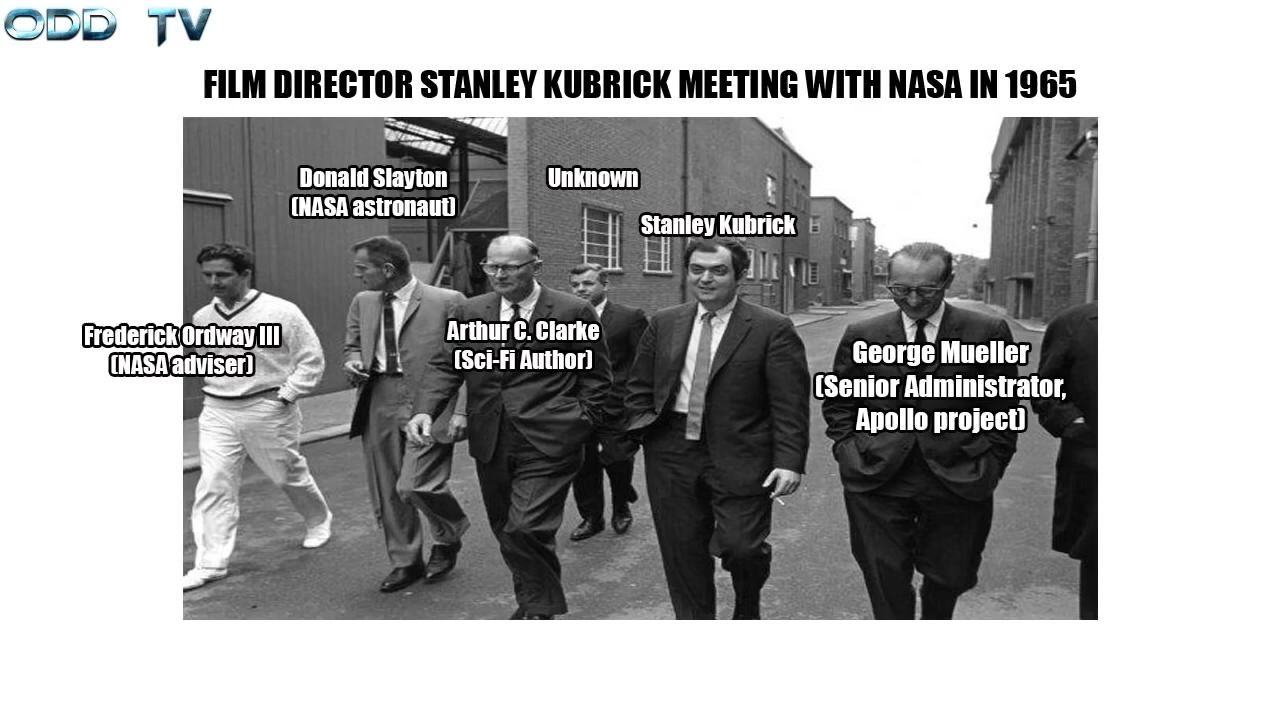 ODD TV
FILM DIRECTOR STANLEY KUBRICK MEETING WITH NASA IN 1965
Donald Slayton
(NASA astronaut)
Unknown
Stanley Kubrick
Frederick Ordway III
(NASA adviser)
Arthur C. Clarke
(Sci-Fi Author)
George Mueller
(Senior Administrator,
Apollo project)